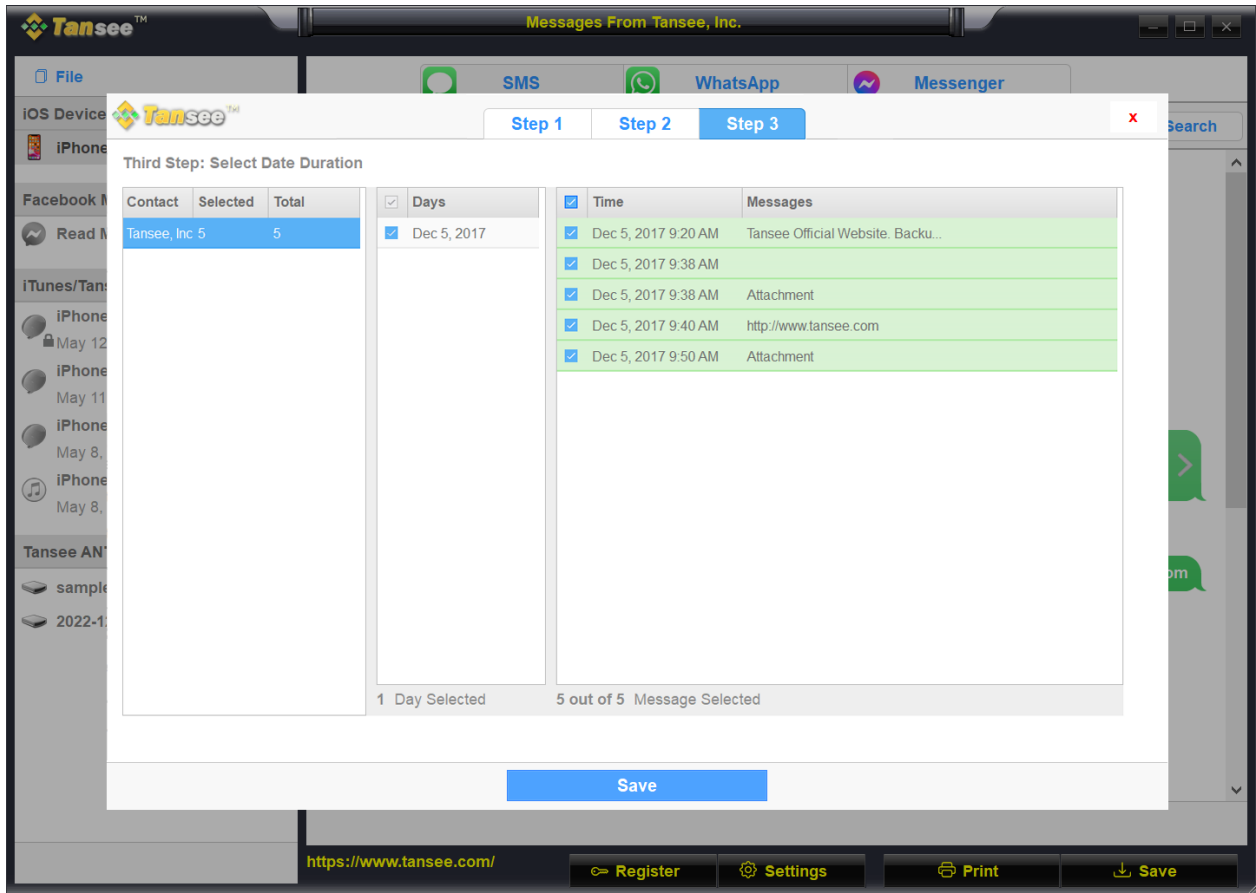 Tansee™
Messages From Tansee, Inc.
File
SMS
WhatsApp
Messenger
iOS Device
Tansee™
Step 1
Step 2
Step 3
x
Search
iPhone
Third Step: Select Date Duration
Facebook
Contact Selected Total
Days
Time Messages
Read
Tansee, Inc 5 5
Dec 5, 2017
Dec 5, 2017 9:20 AM Tansee Official Website. Backu...
Dec 5, 2017 9:38 AM
Dec 5, 2017 9:38 AM Attachment
iTunes/Tans
iPhone
May 12
Dec 5, 2017 9:40 AM http://www.tansee.com
Dec 5, 2017 9:50 AM Attachment
iPhone
May 11
iPhone
May 8,
iPhone
May 8,
Tansee AN
om
sample
2022-1
1 Day Selected
5 out of 5 Message Selected
Save
https://www.tansee.com/
Register
Settings
Print
Save